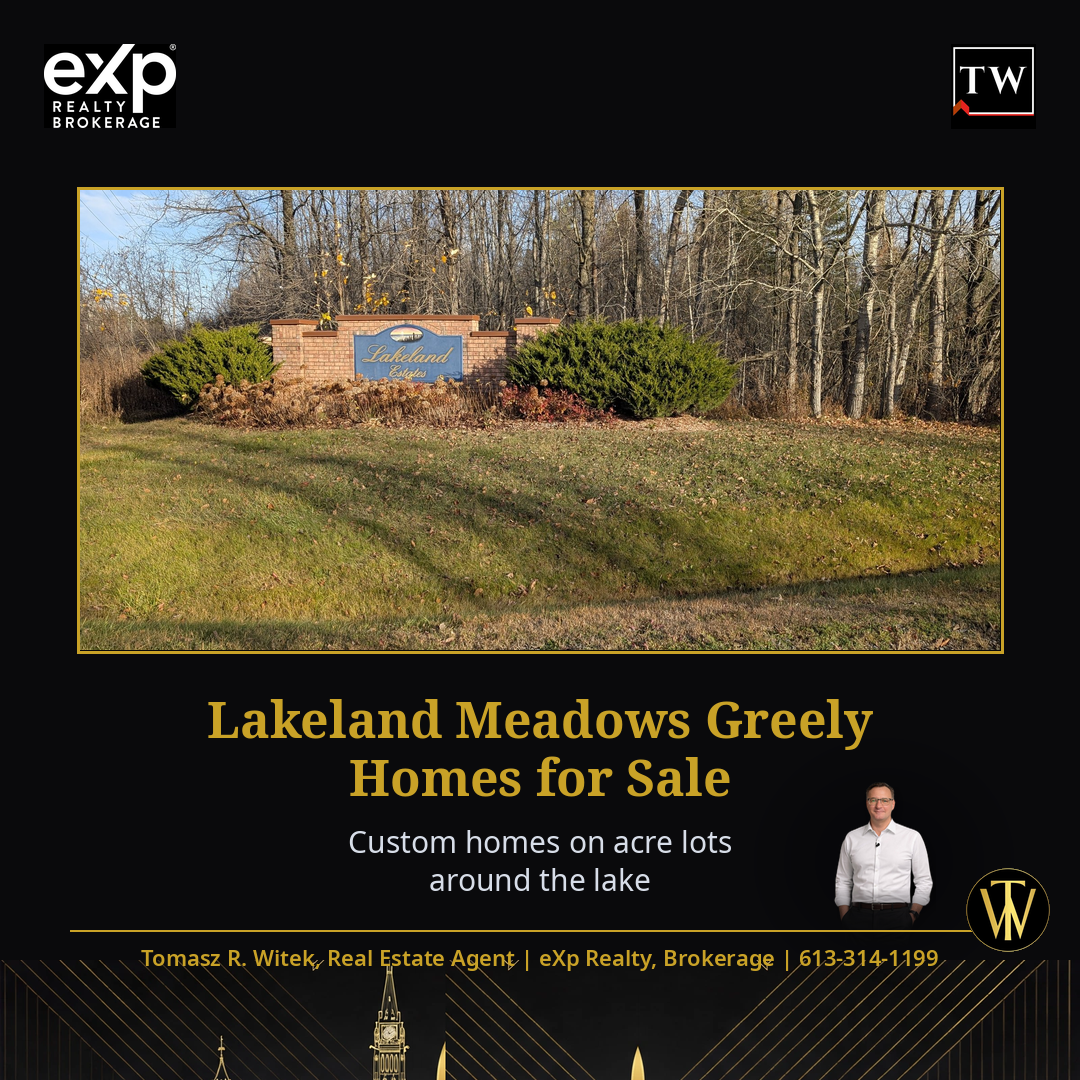 eXp®
REALTY
BROKERAGE
TW
Lakeland
Estates
Lakeland Meadows Greely
Homes for Sale
Custom homes on acre lots
around the lake
TW
Tomasz R. Witek, Real Estate Agent | eXp Realty, Brokerage | 613-314-1199